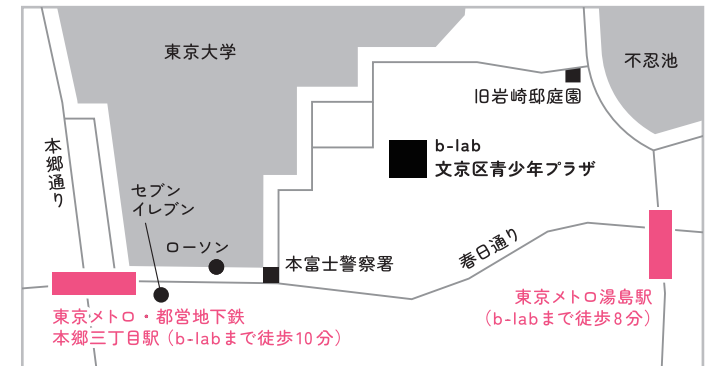 東京大学
不忍池
旧岩崎邸庭園
b-lab
文京区青少年プラザ
本郷通り
セブン
イレブン
ローソン
本富士警察署
春日通り
東京メトロ湯島駅
（b-labまで徒歩8分）
東京メトロ・都営地下鉄
本郷三丁目駅（b-labまで徒歩10分）